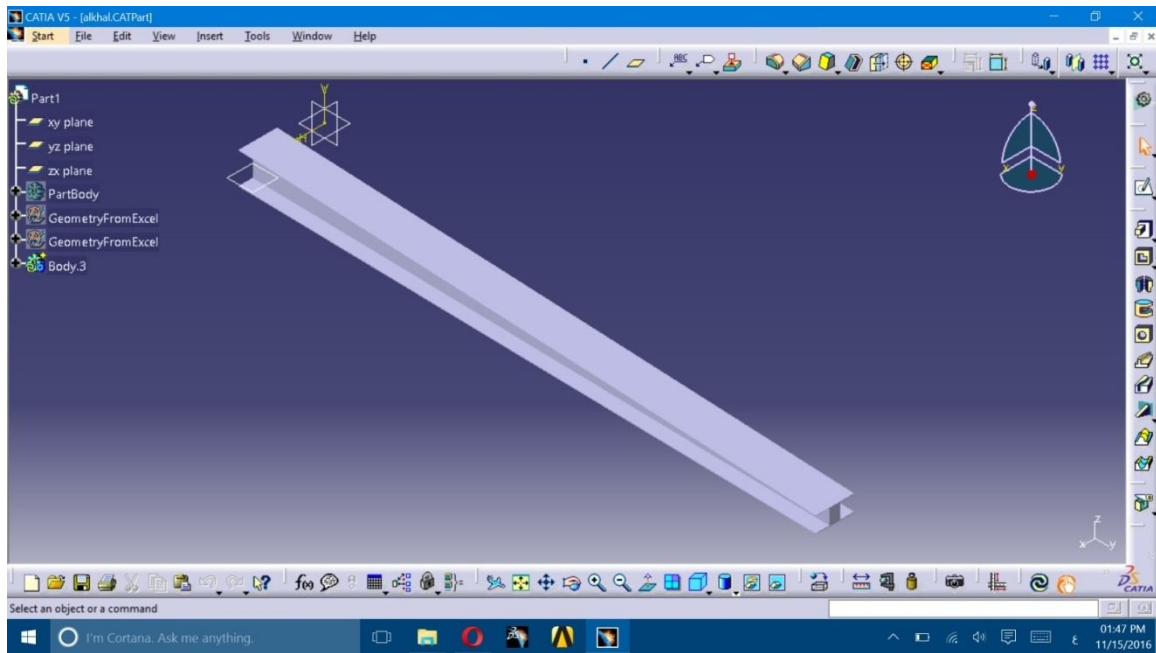 CATIA V5 - [alkhal.CATPart]
Start File Edit View Insert Tools Window Help
ABC
Part1
xy plane
yz plane
zx plane
PartBody
GeometryFromExcel
GeometryFromExcel
Body.3
z
x y
f(x)
CATIA
Select an object or a command
I'm Cortana. Ask me anything.
ع
01:47 PM
11/15/2016